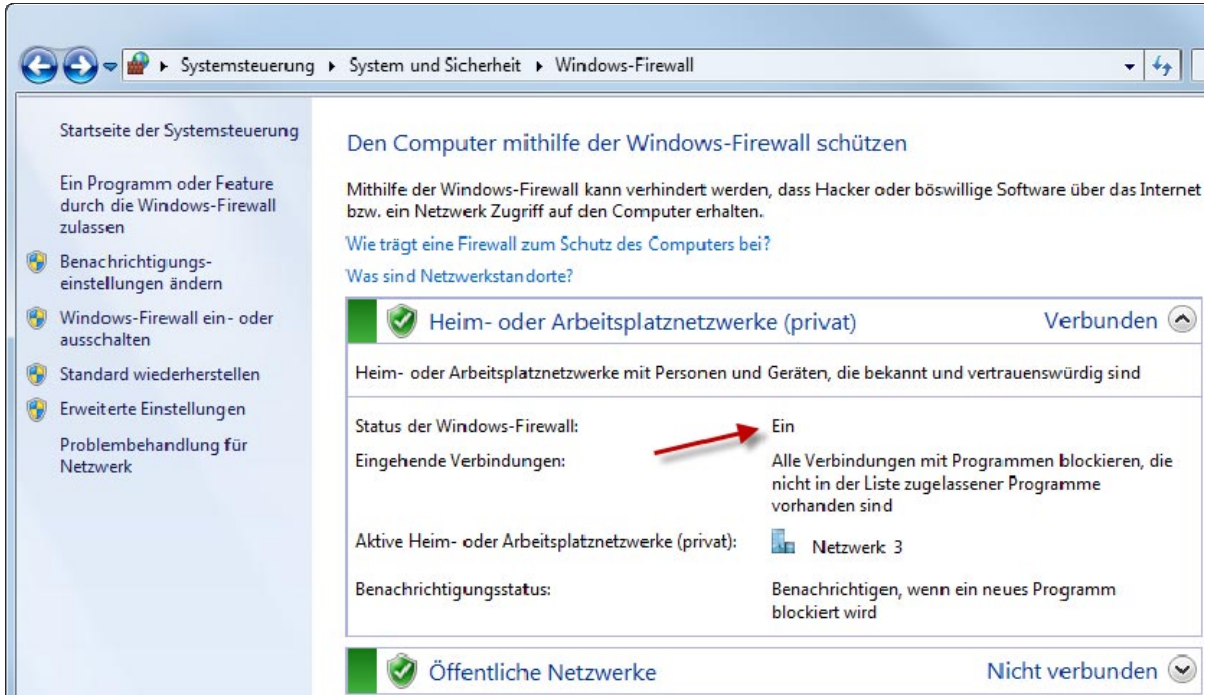 Systemsteuerung ▸ System und Sicherheit ▸ Windows-Firewall
Startseite der Systemsteuerung
Ein Programm oder Feature
durch die Windows-Firewall
zulassen
Benachrichtigungs-
einstellungen ändern
Windows-Firewall ein- oder
ausschalten
Standard wiederherstellen
Erweiterte Einstellungen
Problembehandlung für
Netzwerk
Den Computer mithilfe der Windows-Firewall schützen
Mithilfe der Windows-Firewall kann verhindert werden, dass Hacker oder böswillige Software über das Internet
bzw. ein Netzwerk Zugriff auf den Computer erhalten.
Wie trägt eine Firewall zum Schutz des Computers bei?
Was sind Netzwerkstandorte?
Heim- oder Arbeitsplatznetzwerke (privat) Verbunden
Heim- oder Arbeitsplatznetzwerke mit Personen und Geräten, die bekannt und vertrauenswürdig sind
Status der Windows-Firewall: Ein
Eingehende Verbindungen: Alle Verbindungen mit Programmen blockieren, die
nicht in der Liste zugelassener Programme
vorhanden sind
Aktive Heim- oder Arbeitsplatznetzwerke (privat): Netzwerk 3
Benachrichtigungsstatus: Benachrichtigen, wenn ein neues Programm
blockiert wird
Öffentliche Netzwerke Nicht verbunden